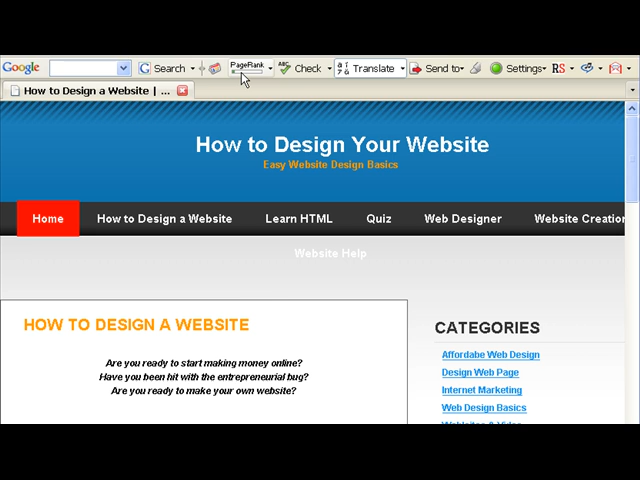 Google Search PageRank ABC Check Translate Send to Settings RS
How to Design a Website | ...
How to Design Your Website
Easy Website Design Basics
Home How to Design a Website Learn HTML Quiz Web Designer Website Creation
Website Help
HOW TO DESIGN A WEBSITE
Are you ready to start making money online?
Have you been hit with the entrepreneurial bug?
Are you ready to make your own website?
CATEGORIES
Affordabe Web Design
Design Web Page
Internet Marketing
Web Design Basics